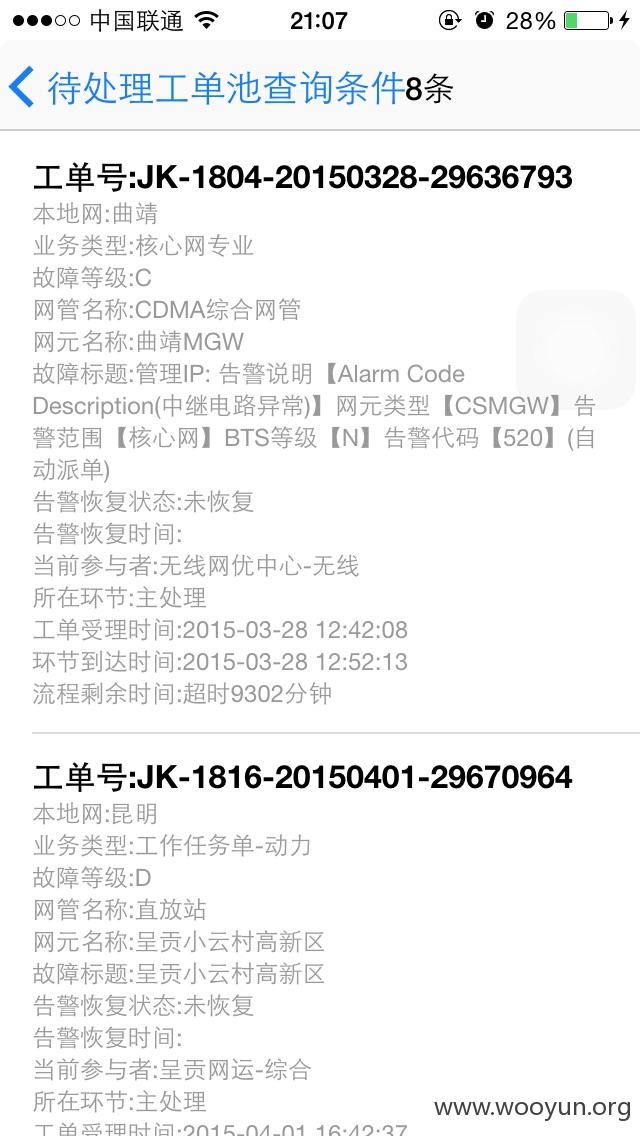 中国联通 21:07 28%
待处理工单池查询条件8条
工单号:JK-1804-20150328-29636793
本地网:曲靖
业务类型:核心网专业
故障等级:C
网管名称:CDMA综合网管
网元名称:曲靖MGW
故障标题:管理IP: 告警说明【Alarm Code
Description(中继电路异常)】网元类型【CSMGW】告
警范围【核心网】BTS等级【N】告警代码【520】(自
动派单)
告警恢复状态:未恢复
告警恢复时间:
当前参与者:无线网优中心-无线
所在环节:主处理
工单受理时间:2015-03-28 12:42:08
环节到达时间:2015-03-28 12:52:13
流程剩余时间:超时9302分钟
工单号:JK-1816-20150401-29670964
本地网:昆明
业务类型:工作任务单-动力
故障等级:D
网管名称:直放站
网元名称:呈贡小云村高新区
故障标题:呈贡小云村高新区
告警恢复状态:未恢复
告警恢复时间:
当前参与者:呈贡网运-综合
所在环节:主处理
工单受理时间:2015-04-01 16:42:37
www.wooyun.org